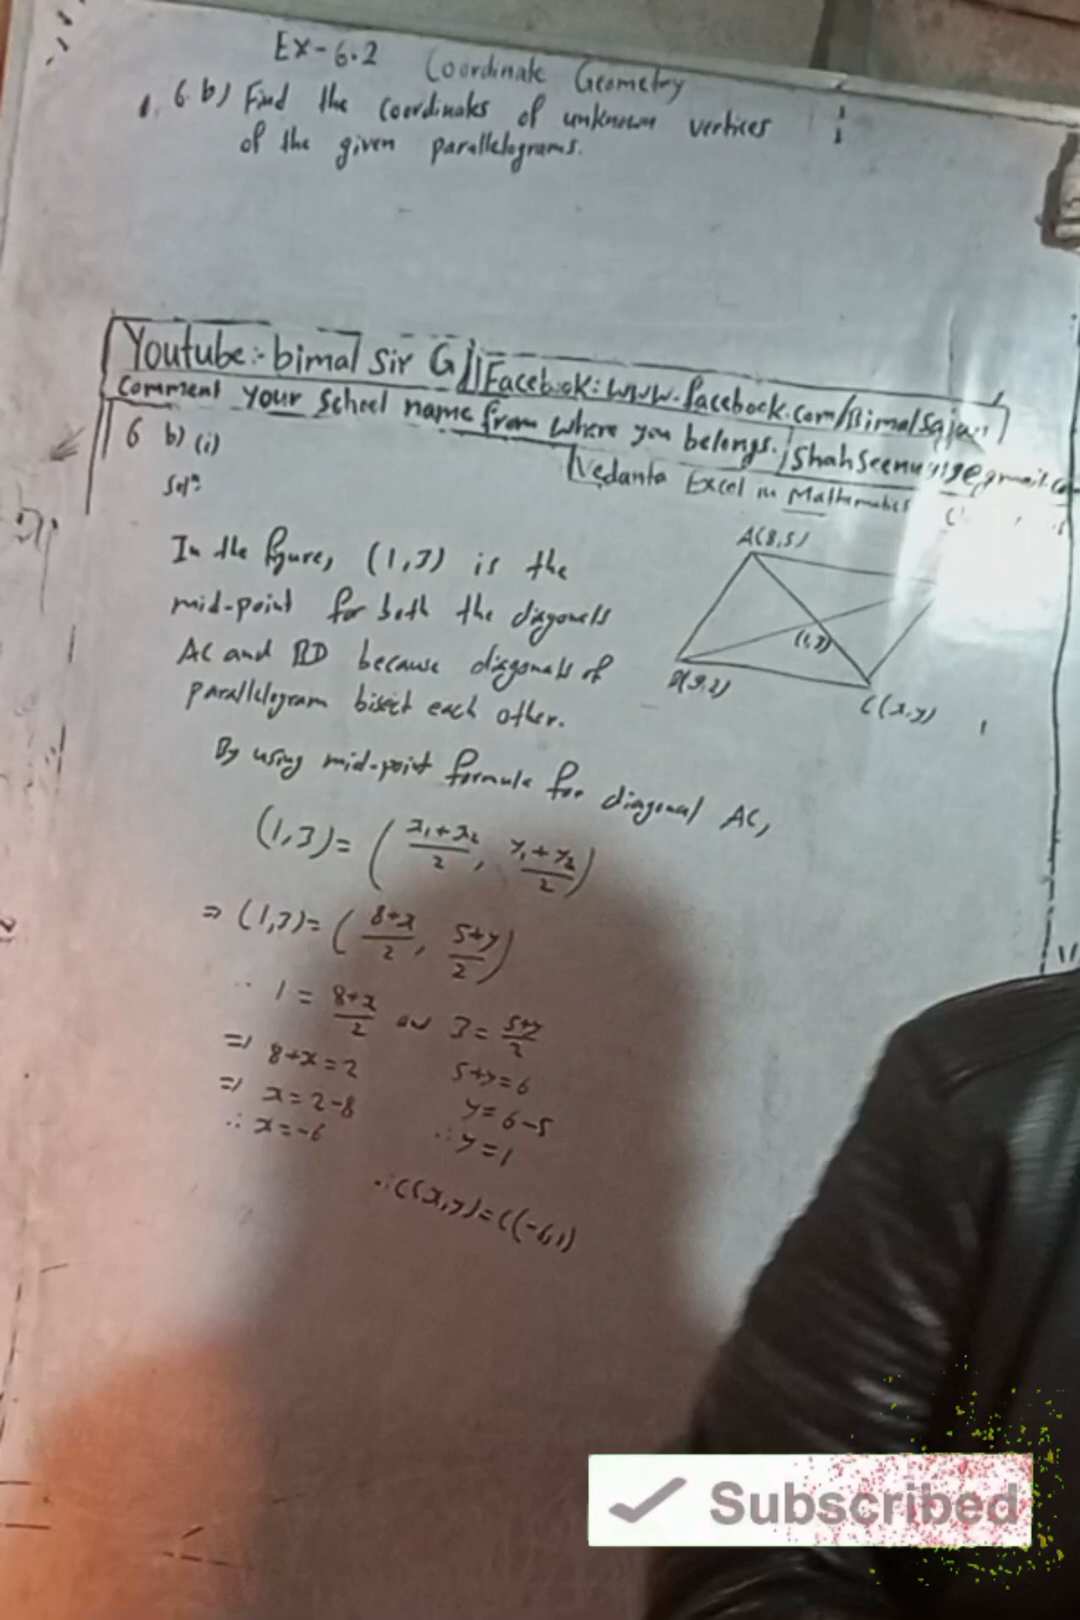 Ex-6.2 Coordinate Geometry
6. b) Find the coordinates of unknown vertices
of the given parallelograms.
Youtube:- bimal Sir G
Facebook: www.facebook.com/
Comment your School name from where you belongs.
Vedanta Excel in Mathematics
6 b) (i)
Solⁿ:
A(8,5)
(1,3)
C(x,y)
In the figure, (1,3) is the
mid-point for both the diagonals
AC and BD because diagonals of
parallelogram bisect each other.
By using mid-point formula for diagonal AC,
(1,3)= ( x₁+x₂/2, y₁+y₂/2 )
⇒ (1,3)= ( 8+x/2, 5+y/2 )
1 = 8+x/2 and 3 = 5+y/2
⇒ 8+x=2 5+y=6
⇒ x=2-8 y=6-5
∴ x=-6 ∴ y=1
∴ C(x,y)=C(-6,1)
Subscribed